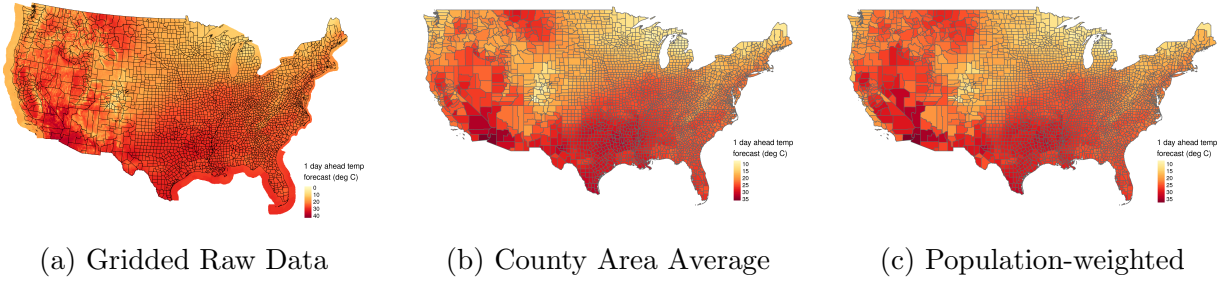 1 day ahead temp
forecast (deg C)
0
10
20
30
40
1 day ahead temp
forecast (deg C)
10
15
20
25
30
35
1 day ahead temp
forecast (deg C)
10
15
20
25
30
35
(a) Gridded Raw Data
(b) County Area Average
(c) Population-weighted